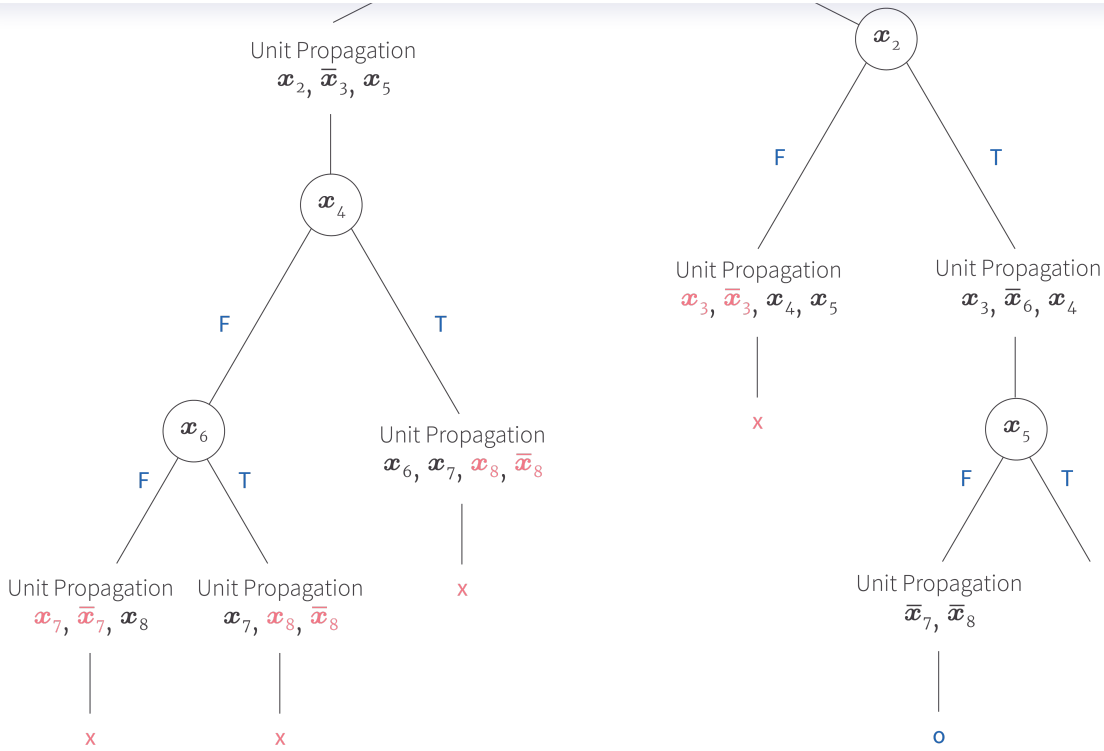 x₂
Unit Propagation
x₂, x̅₃, x₅
F
T
x₄
Unit Propagation
x₃, x̅₃, x₄, x₅
Unit Propagation
x₃, x̅₆, x₄
F
T
x
x₆
Unit Propagation
x₆, x₇, x₈, x̅₈
x₅
F
T
F
T
x
Unit Propagation
x₇, x̅₇, x₈
Unit Propagation
x₇, x₈, x̅₈
Unit Propagation
x̅₇, x̅₈
x
x
o